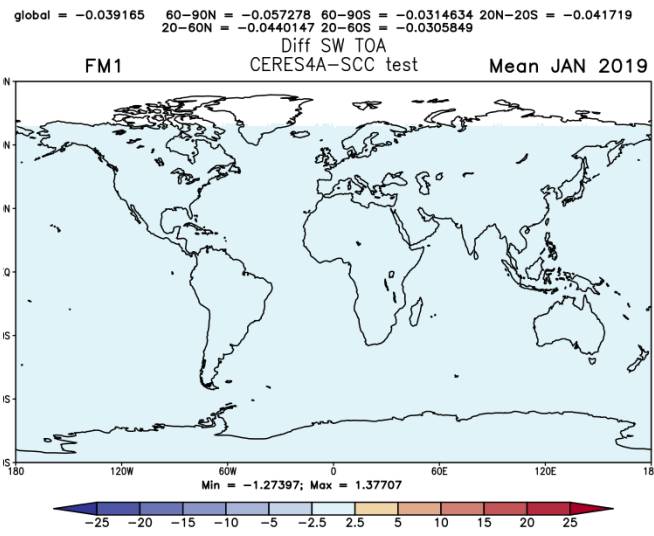 global = -0.039165 60-90N = -0.057278 60-90S = -0.0314634 20N-20S = -0.041719
20-60N = -0.0440147 20-60S = -0.0305849
Diff SW TOA
FM1 CERES4A-SCC test Mean JAN 2019
N
N
N
Q
S
S
S
180 120W 60W 0 60E 120E 18
Min = -1.27397; Max = 1.37707
-25 -20 -15 -10 -5 -2.5 2.5 5 10 15 20 25